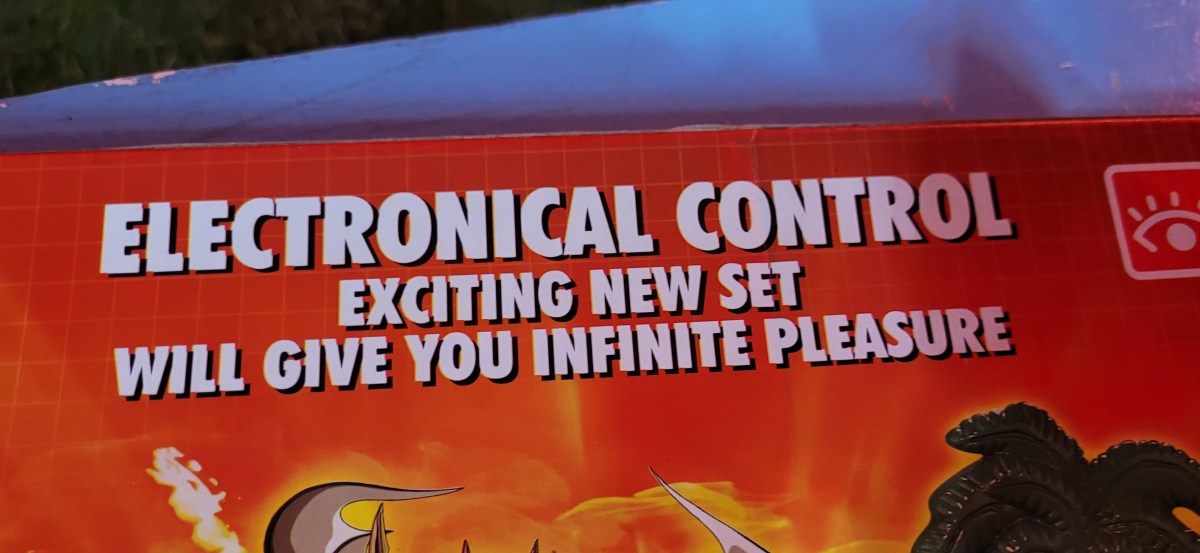 ELECTRONICAL CONTROL
EXCITING NEW SET
WILL GIVE YOU INFINITE PLEASURE